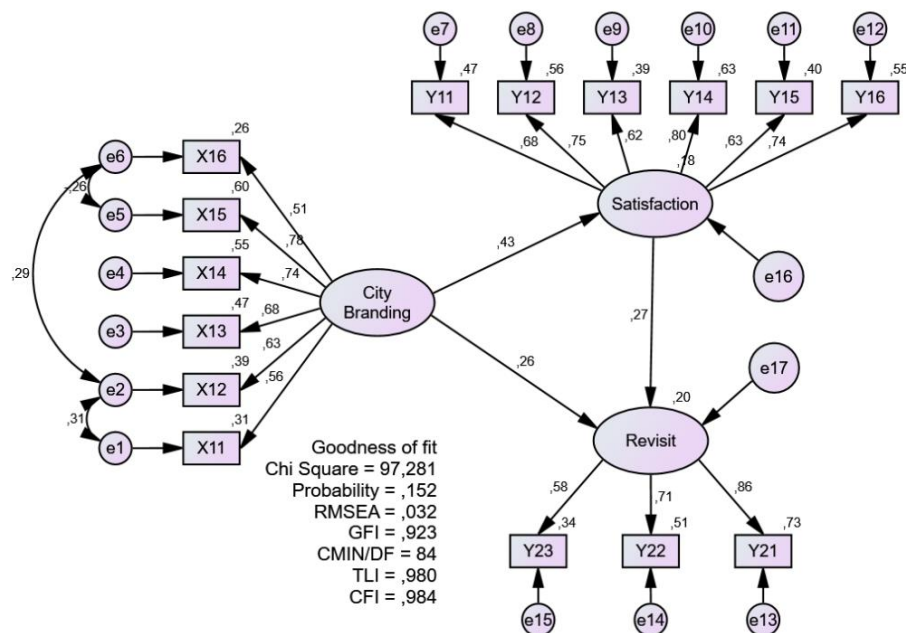 e7 e8 e9 e10 e11 e12
,47 ,56 ,39 ,63 ,40 ,55
Y11 Y12 Y13 Y14 Y15 Y16
,68 ,75 ,62 ,80 ,63 ,74
,18
Satisfaction
e16
,26
e6 X16
-,26
,60
e5 X15
,51
,55
e4 X14
,78
,74
,29
,47
e3 X13
,68
City
Branding
,43
,63
,39
e2 X12
,56
,31
,31
e1 X11
,27
,26
e17
,20
Revisit
Goodness of fit
Chi Square = 97,281
Probability = ,152
RMSEA = ,032
GFI = ,923
CMIN/DF = 84
TLI = ,980
CFI = ,984
,58 ,71 ,86
,34 ,51 ,73
Y23 Y22 Y21
e15 e14 e13